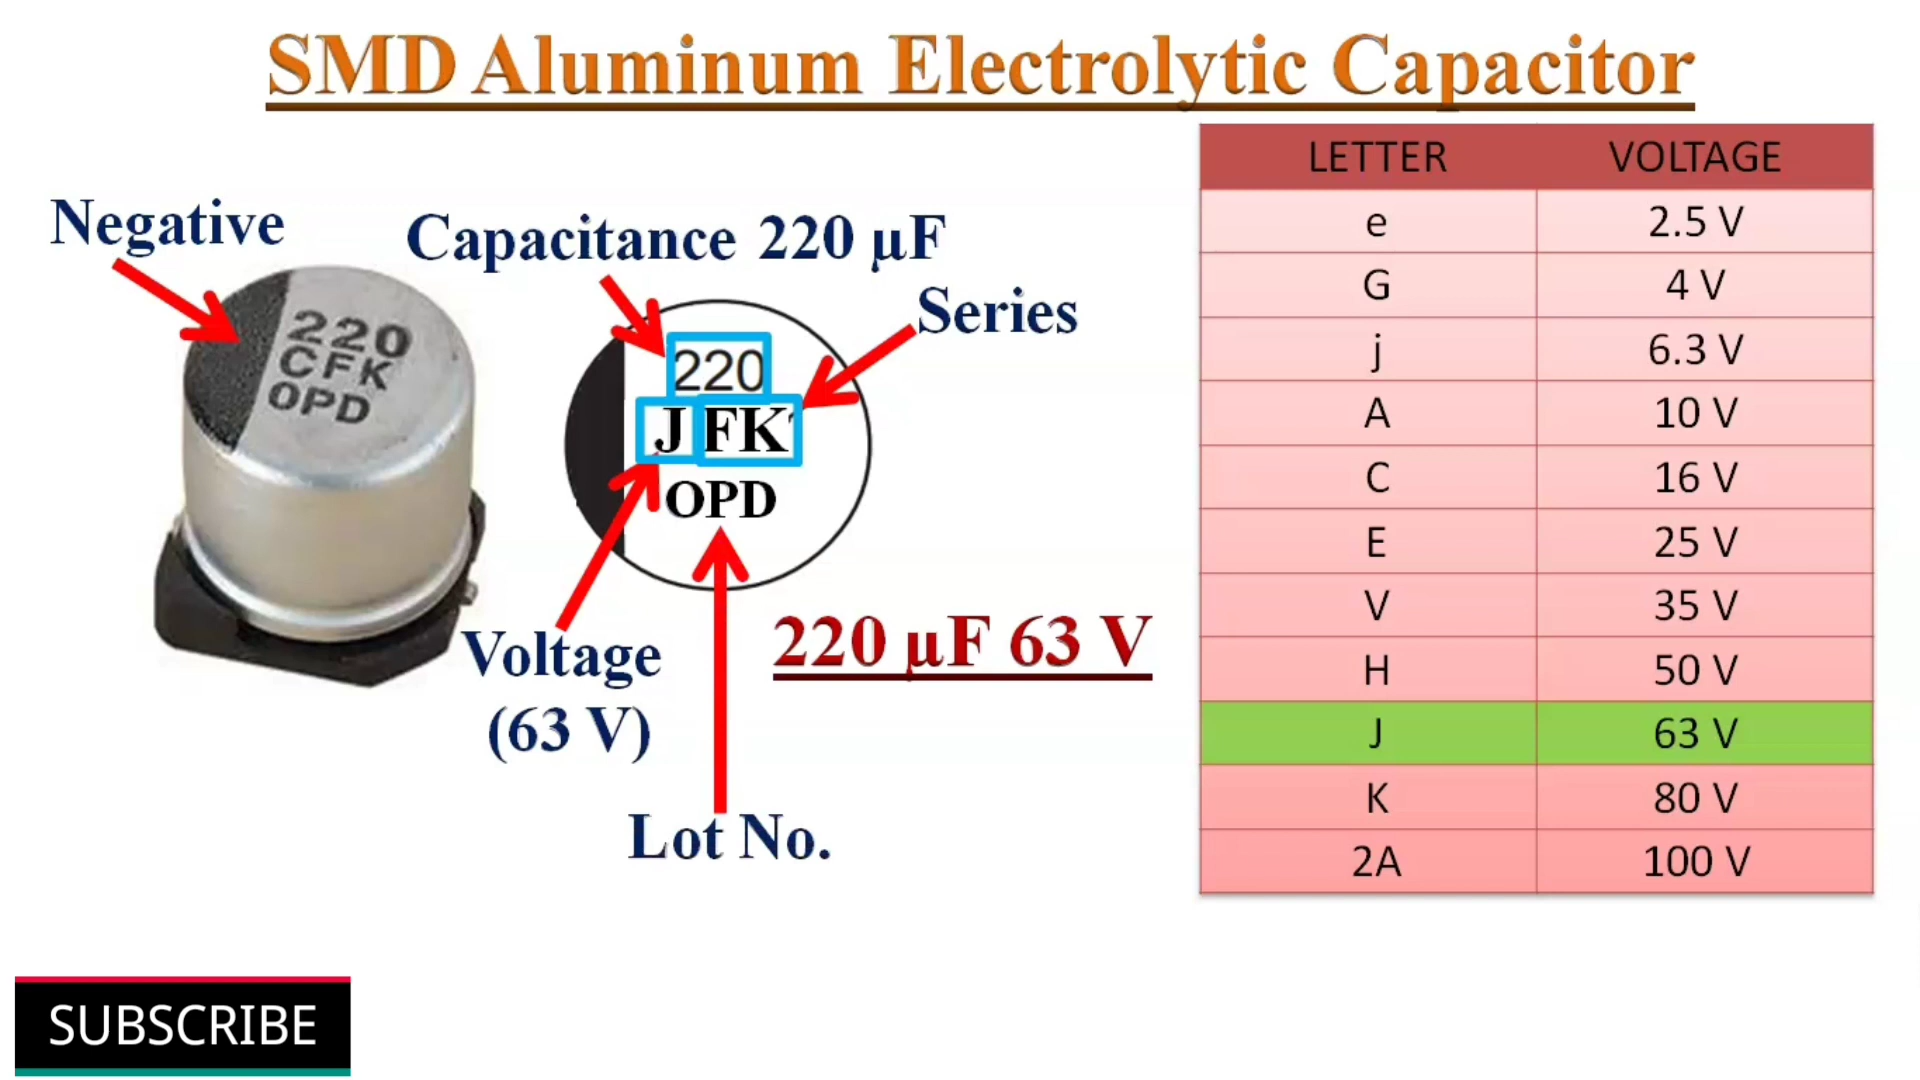 SMD Aluminum Electrolytic Capacitor
Negative
Capacitance 220 µF
Series
220
CFK
OPD
220
J FK
OPD
Voltage
(63 V)
220 µF 63 V
Lot No.
LETTER VOLTAGE
e 2.5 V
G 4 V
j 6.3 V
A 10 V
C 16 V
E 25 V
V 35 V
H 50 V
J 63 V
K 80 V
2A 100 V
SUBSCRIBE